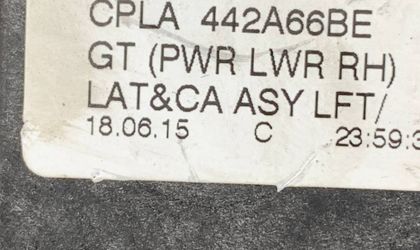 CPLA 442A66BE
GT (PWR LWR RH)
LAT&CA ASY LFT/
18.06.15 C 23:59:3